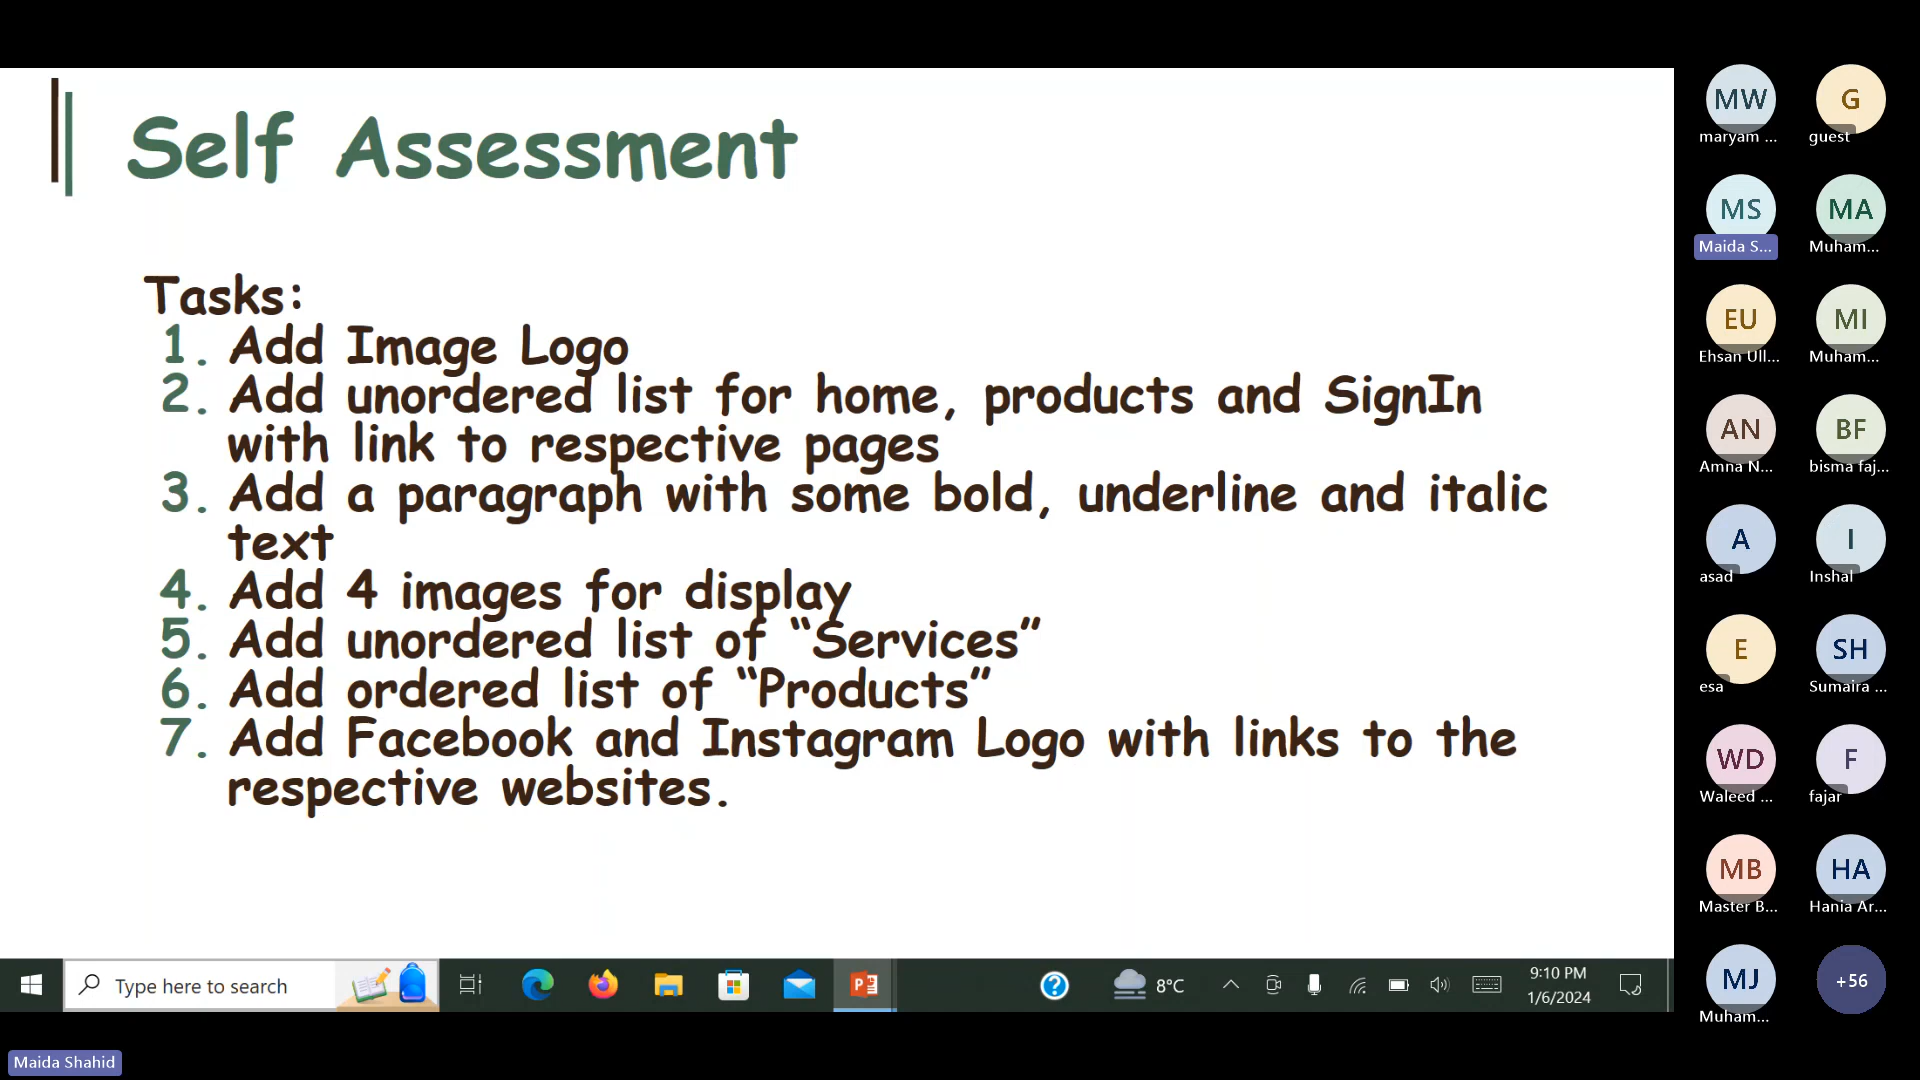 Self Assessment
Tasks:
1. Add Image Logo
2. Add unordered list for home, products and SignIn
with link to respective pages
3. Add a paragraph with some bold, underline and italic
text
4. Add 4 images for display
5. Add unordered list of “Services”
6. Add ordered list of “Products”
7. Add Facebook and Instagram Logo with links to the
respective websites.
MW
maryam ...
G
guest
MS
Maida S...
MA
Muham...
EU
Ehsan Ull...
MI
Muham...
AN
Amna N...
BF
bisma faj...
A
asad
I
Inshal
E
esa
SH
Sumaira ...
WD
Waleed ...
F
fajar
MB
Master B...
HA
Hania Ar...
MJ
Muham...
+56
Type here to search
8°C
9:10 PM
1/6/2024
Maida Shahid